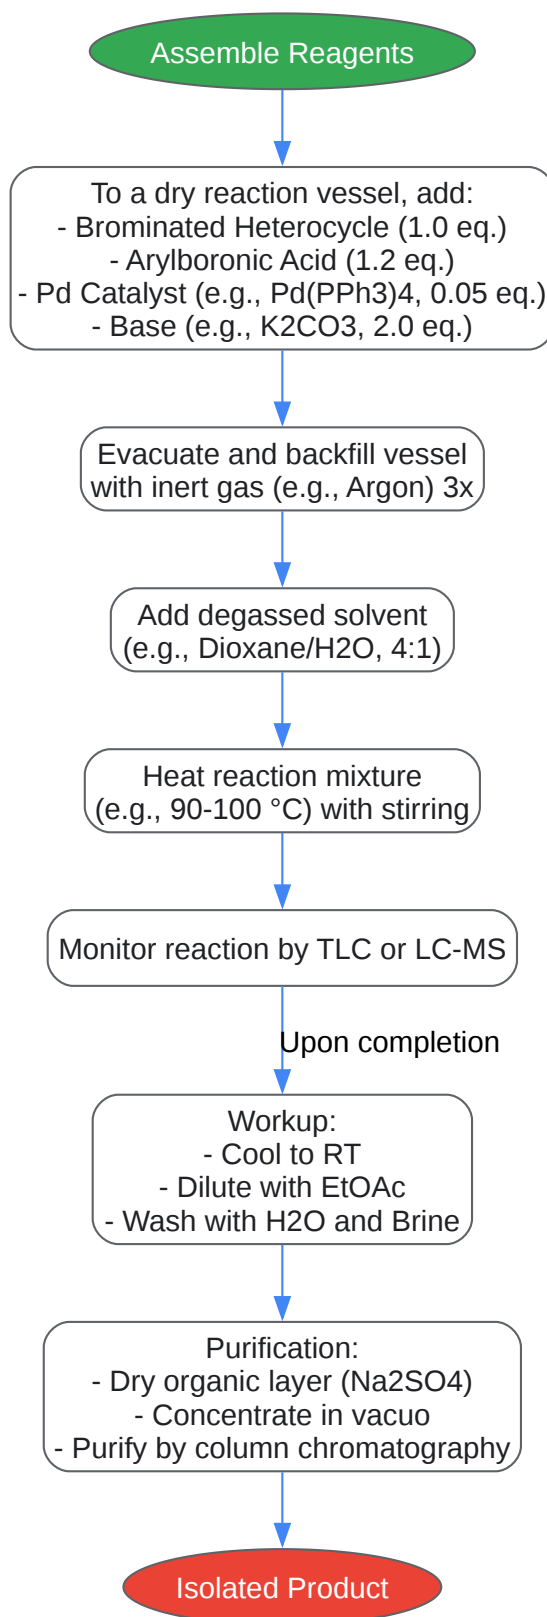 Assemble Reagents
To a dry reaction vessel, add:
- Brominated Heterocycle (1.0 eq.)
- Arylboronic Acid (1.2 eq.)
- Pd Catalyst (e.g., Pd(PPh3)4, 0.05 eq.)
- Base (e.g., K2CO3, 2.0 eq.)
Evacuate and backfill vessel
with inert gas (e.g., Argon) 3x
Add degassed solvent
(e.g., Dioxane/H2O, 4:1)
Heat reaction mixture
(e.g., 90-100 °C) with stirring
Monitor reaction by TLC or LC-MS
Upon completion
Workup:
- Cool to RT
- Dilute with EtOAc
- Wash with H2O and Brine
Purification:
- Dry organic layer (Na2SO4)
- Concentrate in vacuo
- Purify by column chromatography
Isolated Product